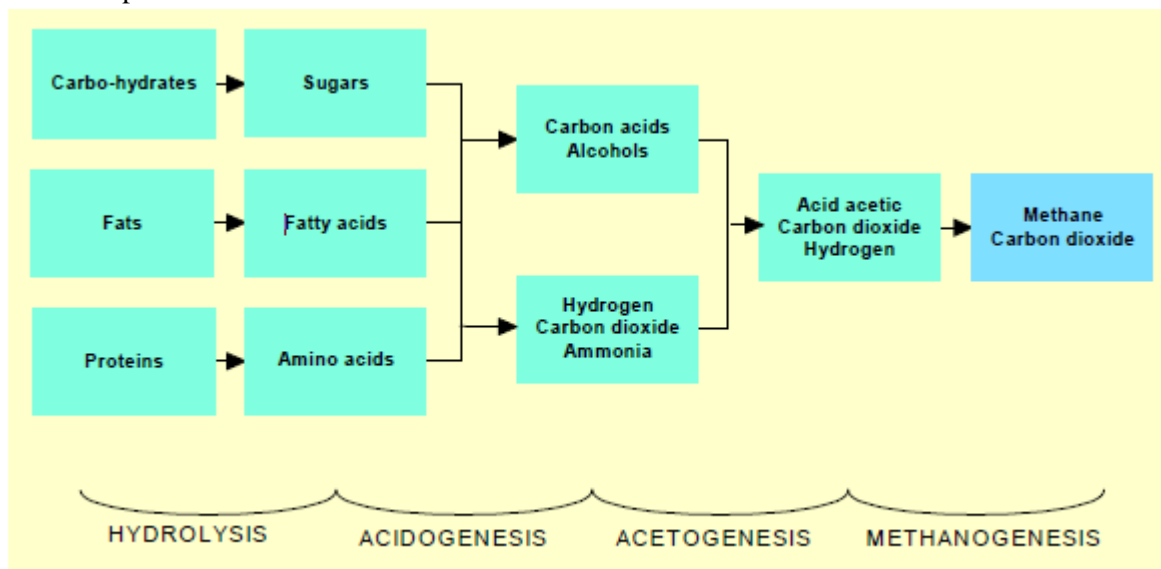 Carbo-hydrates
Sugars
Fats
Fatty acids
Proteins
Amino acids
Carbon acids
Alcohols
Hydrogen
Carbon dioxide
Ammonia
Acid acetic
Carbon dioxide
Hydrogen
Methane
Carbon dioxide
HYDROLYSIS
ACIDOGENESIS
ACETOGENESIS
METHANOGENESIS